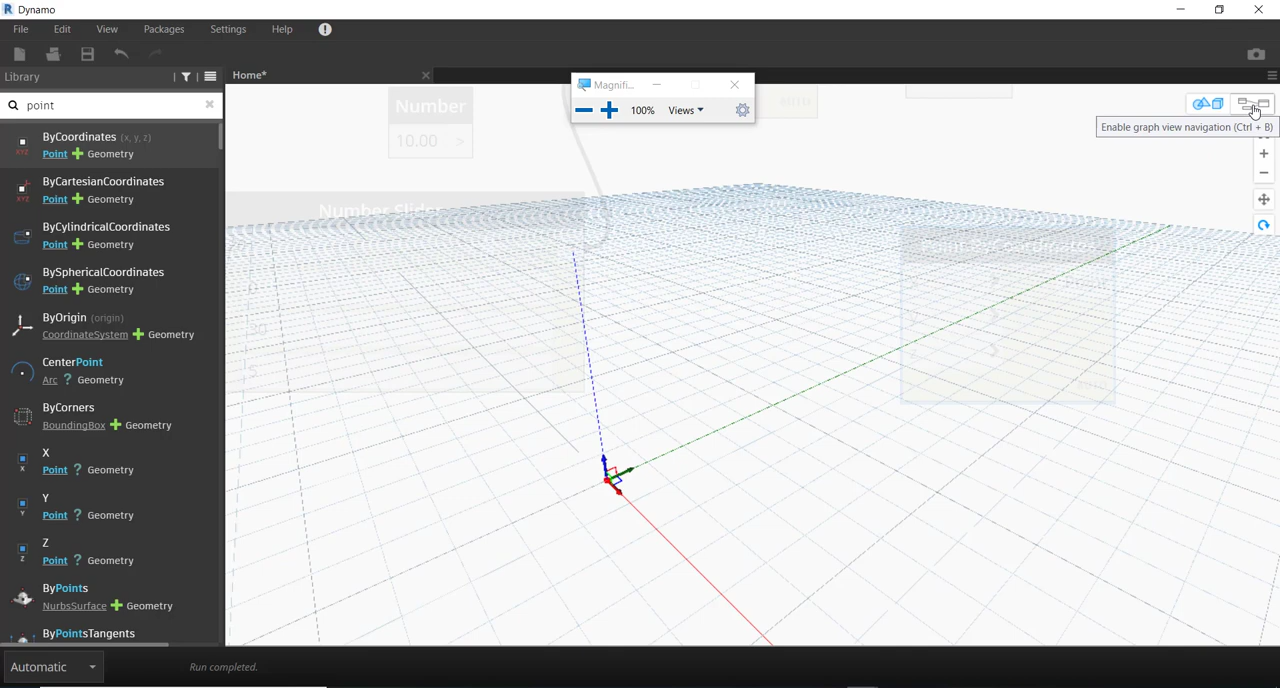 Dynamo
File Edit View Packages Settings Help
Library
Home*
point
Magnifi...
100% Views
Number
10.00 >
Number Slider
30
S
Enable graph view navigation (Ctrl + B)
ByCoordinates (x, y, z)
Point Geometry
ByCartesianCoordinates
Point Geometry
ByCylindricalCoordinates
Point Geometry
BySphericalCoordinates
Point Geometry
ByOrigin (origin)
CoordinateSystem Geometry
CenterPoint
Arc ? Geometry
ByCorners
BoundingBox Geometry
X
Point ? Geometry
Y
Point ? Geometry
Z
Point ? Geometry
ByPoints
NurbsSurface Geometry
ByPointsTangents
Automatic
Run completed.